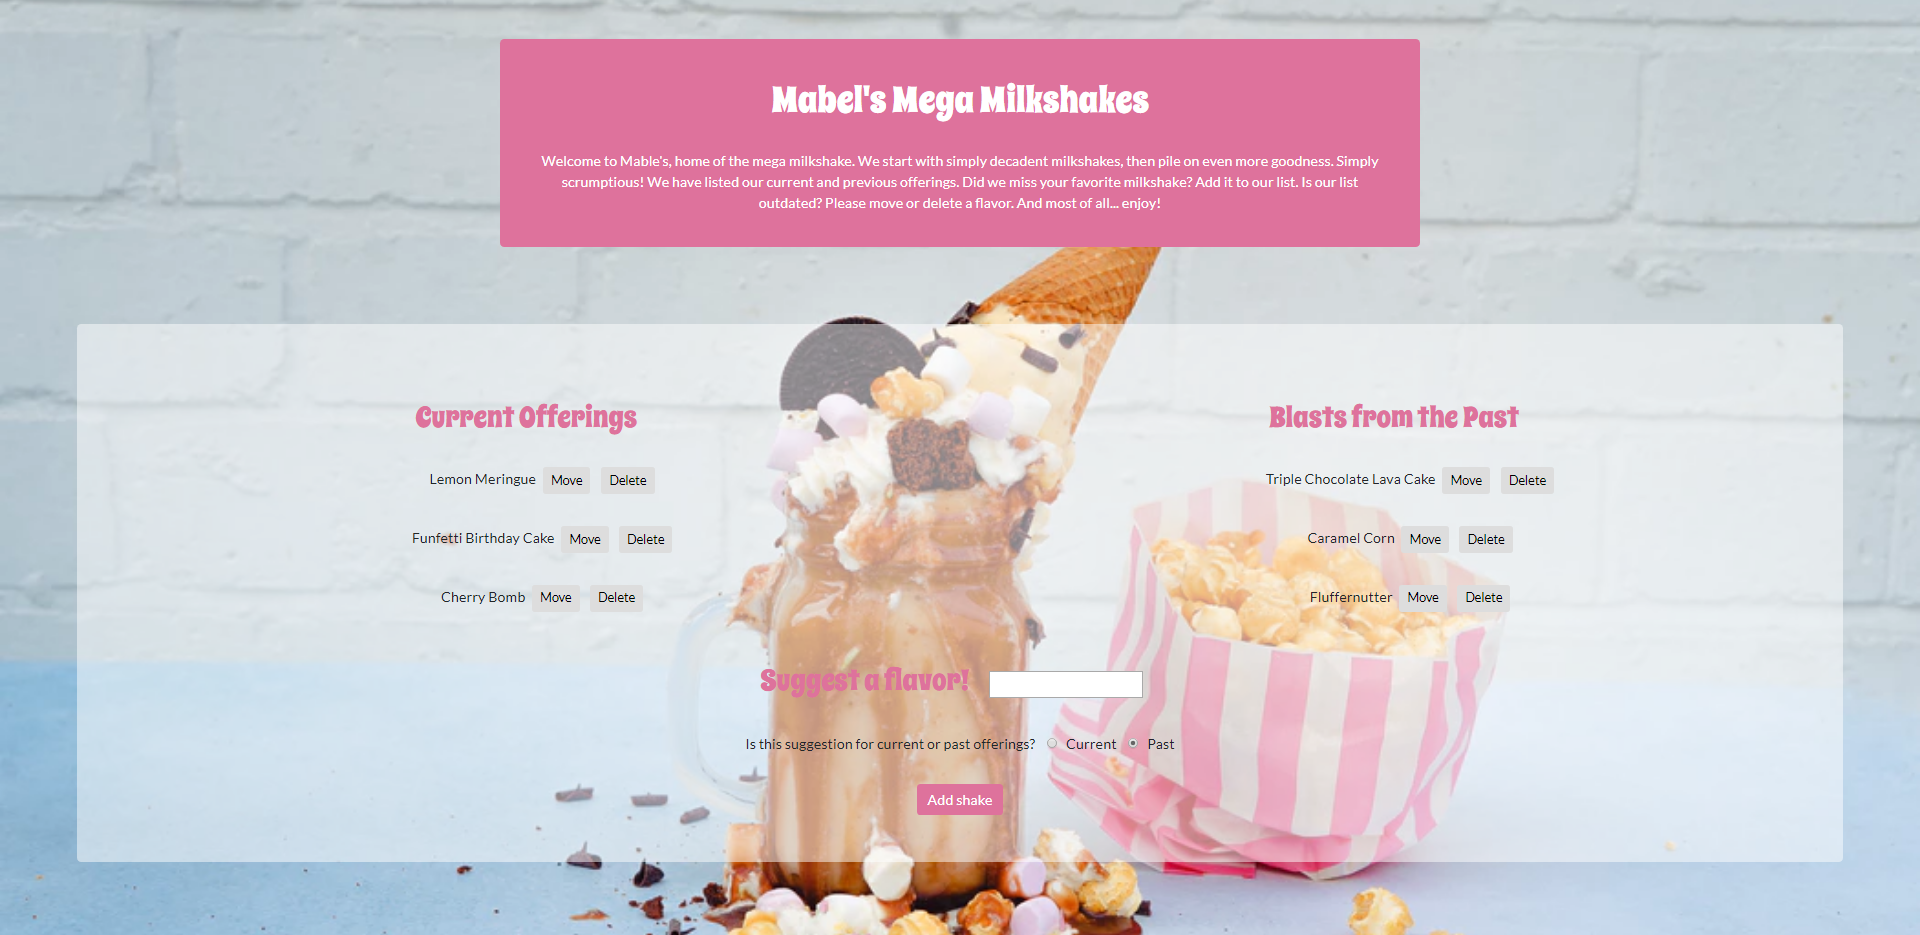 Mabel's Mega Milkshakes
Welcome to Mable's, home of the mega milkshake. We start with simply decadent milkshakes, then pile on even more goodness. Simply
scrumptious! We have listed our current and previous offerings. Did we miss your favorite milkshake? Add it to our list. Is our list
outdated? Please move or delete a flavor. And most of all... enjoy!
Current Offerings
Lemon Meringue Move Delete
Funfetti Birthday Cake Move Delete
Cherry Bomb Move Delete
Blasts from the Past
Triple Chocolate Lava Cake Move Delete
Caramel Corn Move Delete
Fluffernutter Move Delete
Suggest a flavor!
Is this suggestion for current or past offerings? Current Past
Add shake